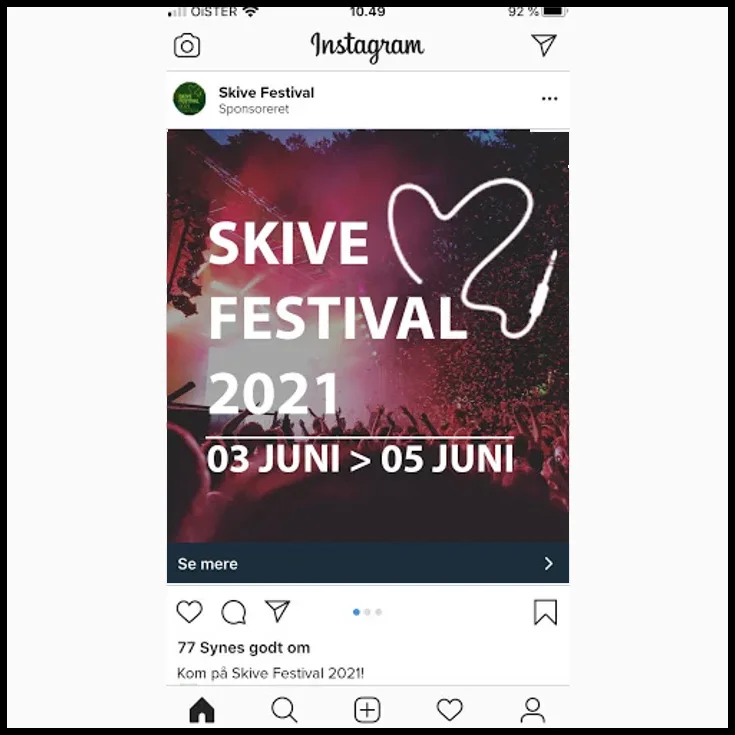 OiSTER 10.49 92 %
Instagram
Skive Festival
Sponsoreret
SKIVE
FESTIVAL
2021
03 JUNI > 05 JUNI
Se mere
77 Synes godt om
Kom på Skive Festival 2021!